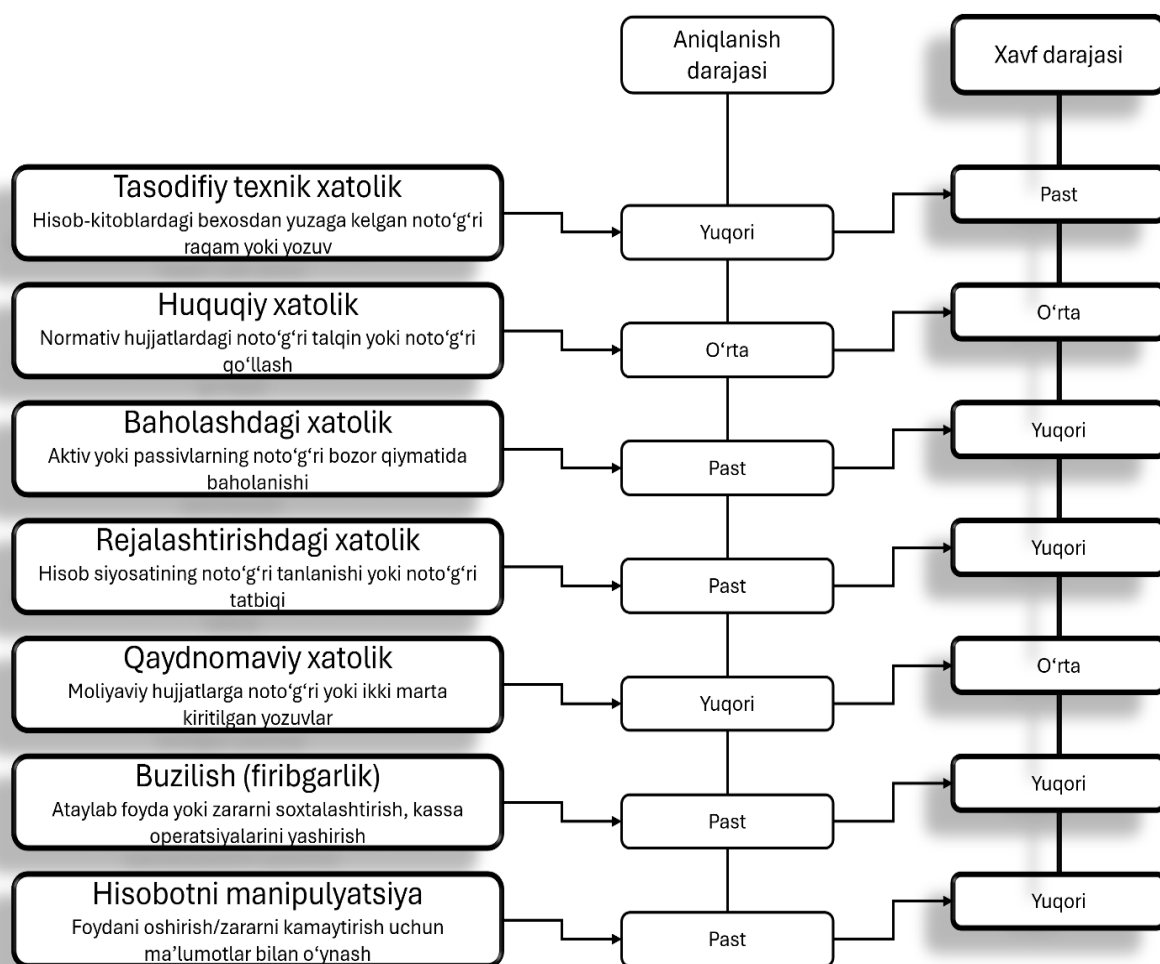 Aniqlanish
darajasi
Xavf darajasi
Tasodifiy texnik xatolik
Hisob-kitoblardagi bexosdan yuzaga kelgan noto‘g‘ri
raqam yoki yozuv
Yuqori
Past
Huquqiy xatolik
Normativ hujjatlardagi noto‘g‘ri talqin yoki noto‘g‘ri
qo‘llash
O‘rta
O‘rta
Baholashdagi xatolik
Aktiv yoki passivlarning noto‘g‘ri bozor qiymatida
baholanishi
Past
Yuqori
Rejalashtirishdagi xatolik
Hisob siyosatining noto‘g‘ri tanlanishi yoki noto‘g‘ri
tatbiqi
Past
Yuqori
Qaydnomaviy xatolik
Moliyaviy hujjatlarga noto‘g‘ri yoki ikki marta
kiritilgan yozuvlar
Yuqori
O‘rta
Buzilish (firibgarlik)
Ataylab foyda yoki zararni soxtalashtirish, kassa
operatsiyalarini yashirish
Past
Yuqori
Hisobotni manipulyatsiya
Foydani oshirish/zararni kamaytirish uchun
ma’lumotlar bilan o‘ynash
Past
Yuqori